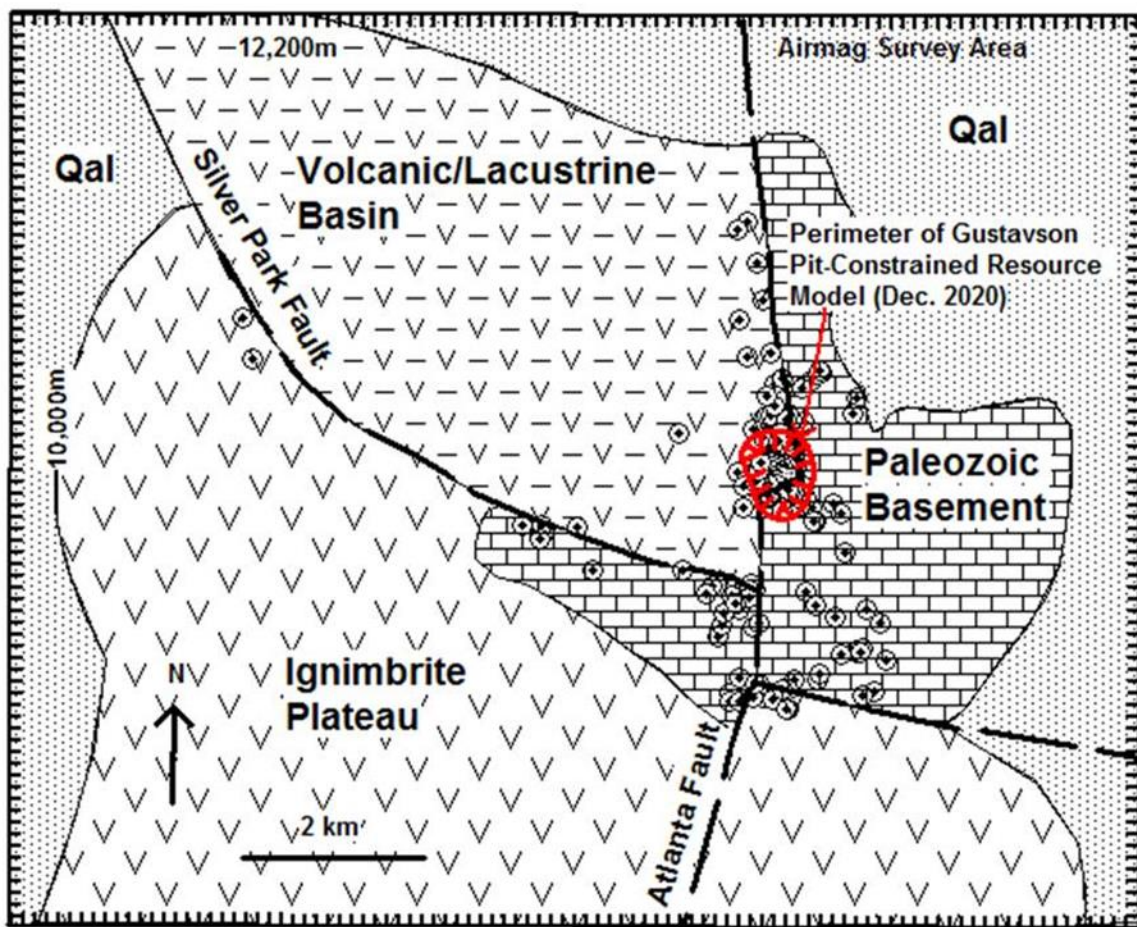 12,200m
Airmag Survey Area
Qal
Qal
Silver Park Fault
Volcanic/Lacustrine
Basin
Perimeter of Gustavson
Pit-Constrained Resource
Model (Dec. 2020)
10,000m
Paleozoic
Basement
N
Ignimbrite
Plateau
2 km
Atlanta Fault